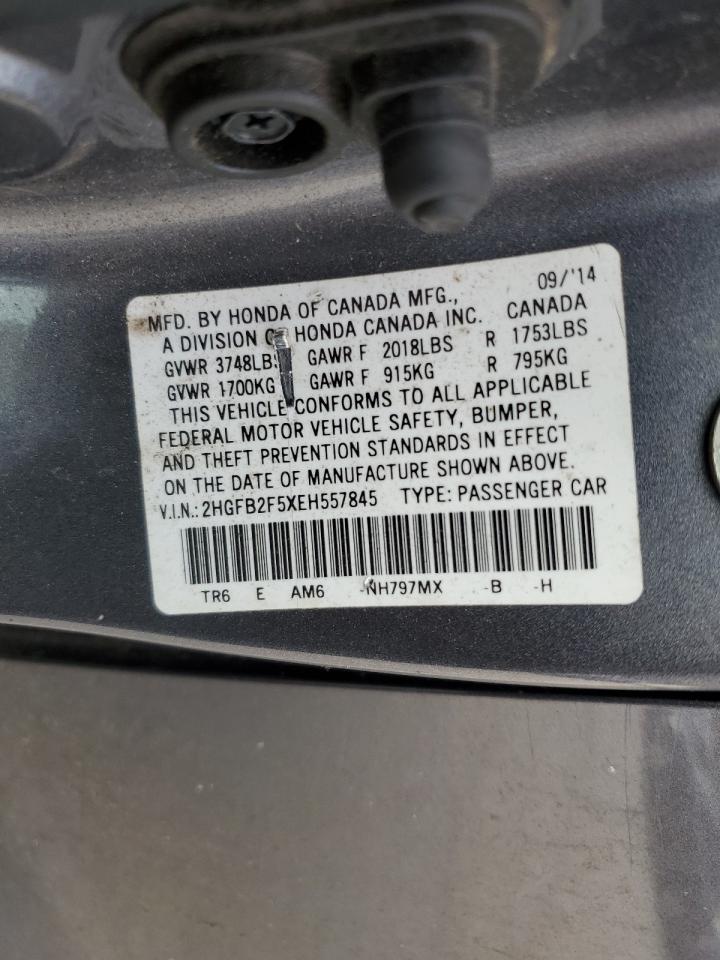 MFD. BY HONDA OF CANADA MFG., 09/'14
A DIVISION OF HONDA CANADA INC. CANADA
GVWR 3748LBS GAWR F 2018LBS R 1753LBS
GVWR 1700KG GAWR F 915KG R 795KG
THIS VEHICLE CONFORMS TO ALL APPLICABLE
FEDERAL MOTOR VEHICLE SAFETY, BUMPER,
AND THEFT PREVENTION STANDARDS IN EFFECT
ON THE DATE OF MANUFACTURE SHOWN ABOVE.
V.I.N.: 2HGFB2F5XEH557845 TYPE: PASSENGER CAR
TR6 E AM6 -NH797MX -B -H